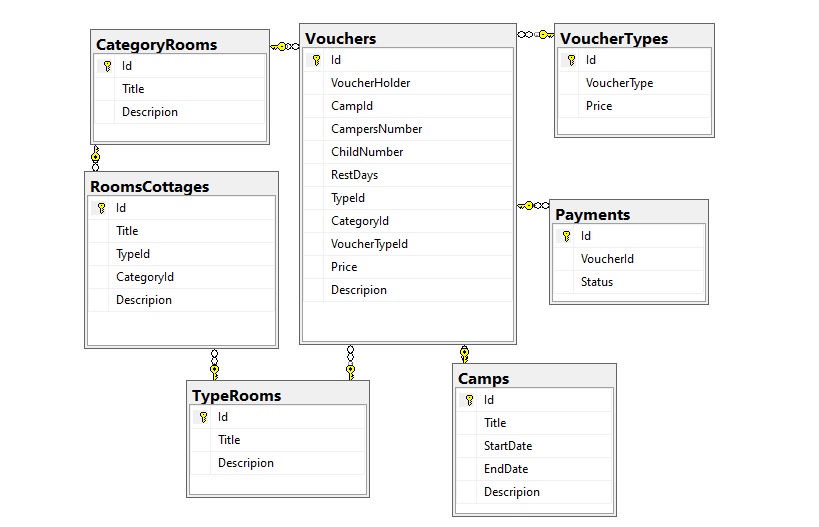 CategoryRooms
Id
Title
Descripion
Vouchers
Id
VoucherHolder
CampId
CampersNumber
ChildNumber
RestDays
TypeId
CategoryId
VoucherTypeId
Price
Descripion
VoucherTypes
Id
VoucherType
Price
RoomsCottages
Id
Title
TypeId
CategoryId
Descripion
Payments
Id
VoucherId
Status
TypeRooms
Id
Title
Descripion
Camps
Id
Title
StartDate
EndDate
Descripion